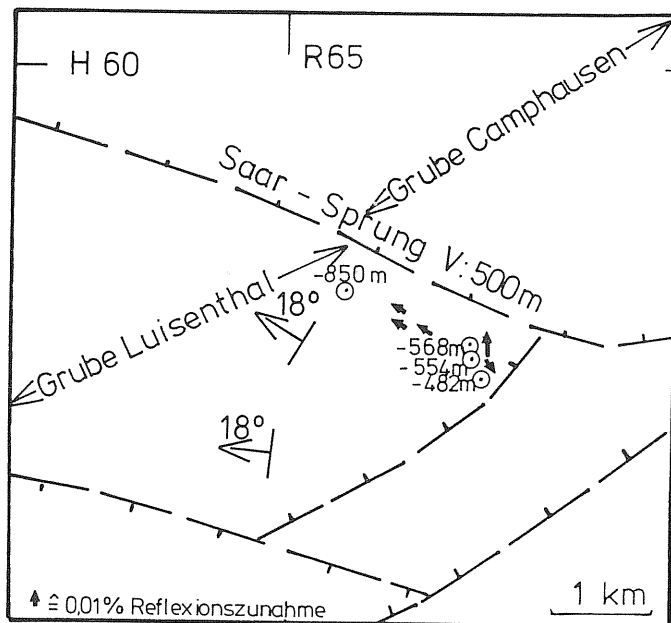 H 60
R65
Grube Camphausen
Saar - Sprung V:500m
Grube Luisenthal
-850 m
18°
-568m
-554m
-482m
18°
≙ 0,01% Reflexionszunahme
1 km